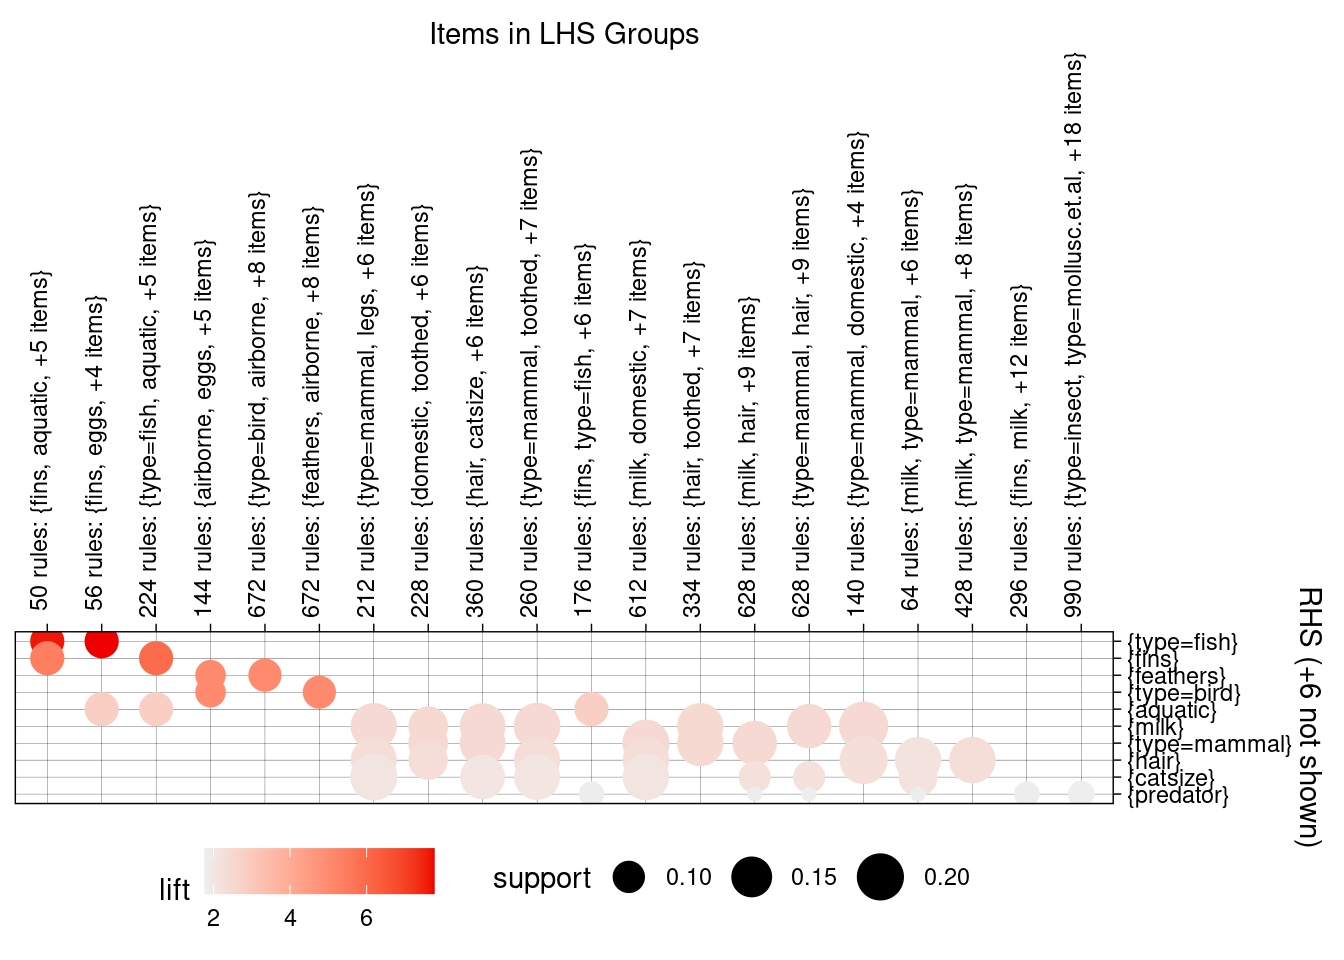 Items in LHS Groups
50 rules: {fins, aquatic, +5 items}
56 rules: {fins, eggs, +4 items}
224 rules: {type=fish, aquatic, +5 items}
144 rules: {airborne, eggs, +5 items}
672 rules: {type=bird, airborne, +8 items}
672 rules: {feathers, airborne, +8 items}
212 rules: {type=mammal, legs, +6 items}
228 rules: {domestic, toothed, +6 items}
360 rules: {hair, catsize, +6 items}
260 rules: {type=mammal, toothed, +7 items}
176 rules: {fins, type=fish, +6 items}
612 rules: {milk, domestic, +7 items}
334 rules: {hair, toothed, +7 items}
628 rules: {milk, hair, +9 items}
628 rules: {type=mammal, hair, +9 items}
140 rules: {type=mammal, domestic, +4 items}
64 rules: {milk, type=mammal, +6 items}
428 rules: {milk, type=mammal, +8 items}
296 rules: {fins, milk, +12 items}
990 rules: {type=insect, type=mollusc.et.al, +18 items}
{type=fish}
{fins}
{feathers}
{type=bird}
{aquatic}
{milk}
{type=mammal}
{hair}
{catsize}
{predator}
RHS (+6 not shown)
lift
2 4 6
support
0.10 0.15 0.20